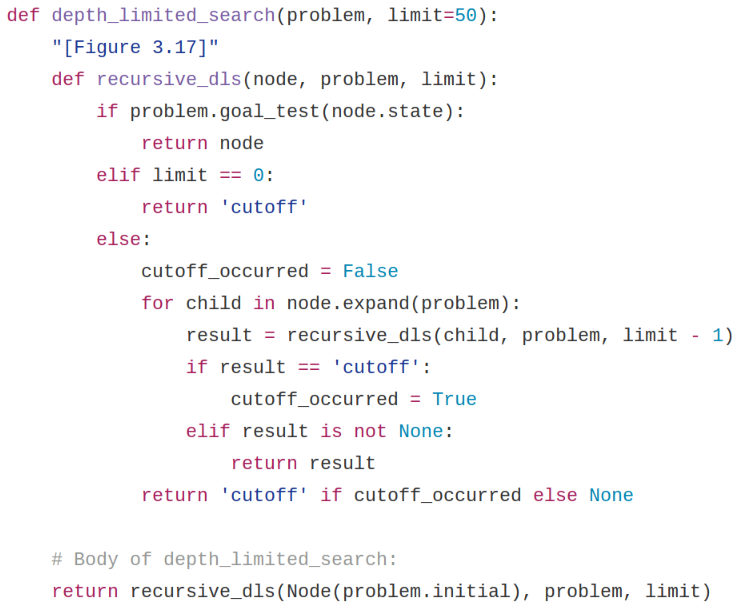 def depth_limited_search(problem, limit=50):
    "[Figure 3.17]"
    def recursive_dls(node, problem, limit):
        if problem.goal_test(node.state):
            return node
        elif limit == 0:
            return 'cutoff'
        else:
            cutoff_occurred = False
            for child in node.expand(problem):
                result = recursive_dls(child, problem, limit - 1)
                if result == 'cutoff':
                    cutoff_occurred = True
                elif result is not None:
                    return result
            return 'cutoff' if cutoff_occurred else None

    # Body of depth_limited_search:
    return recursive_dls(Node(problem.initial), problem, limit)